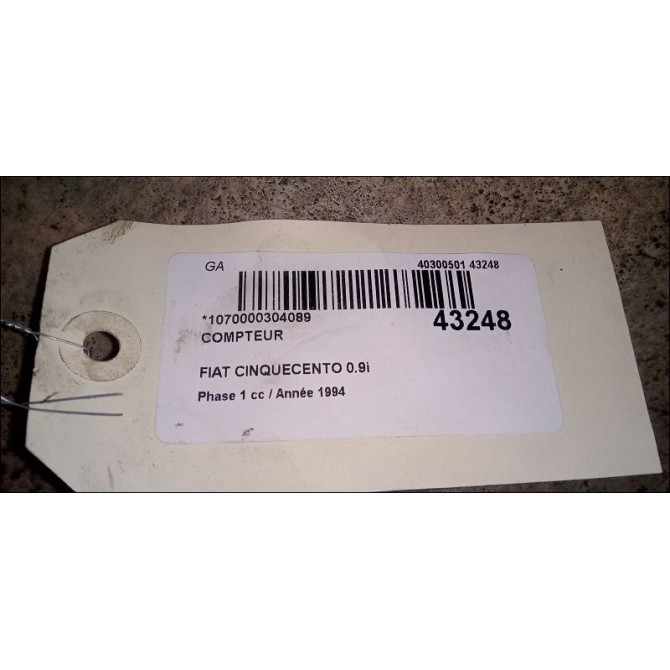 GA 40300501 43248
*1070000304089 43248
COMPTEUR
FIAT CINQUECENTO 0.9i
Phase 1 cc / Année 1994